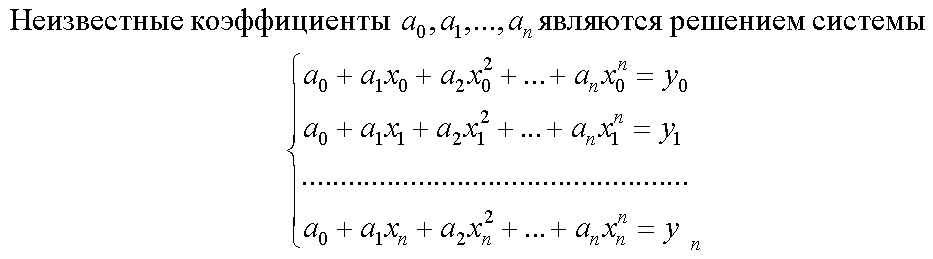 Неизвестные коэффициенты a₀, a₁,..., aₙ являются решением системы
a₀ + a₁x₀ + a₂x₀² + ... + aₙx₀ⁿ = y₀
a₀ + a₁x₁ + a₂x₁² + ... + aₙx₁ⁿ = y₁
..................................................
a₀ + a₁xₙ + a₂xₙ² + ... + aₙxₙⁿ = y ₙ